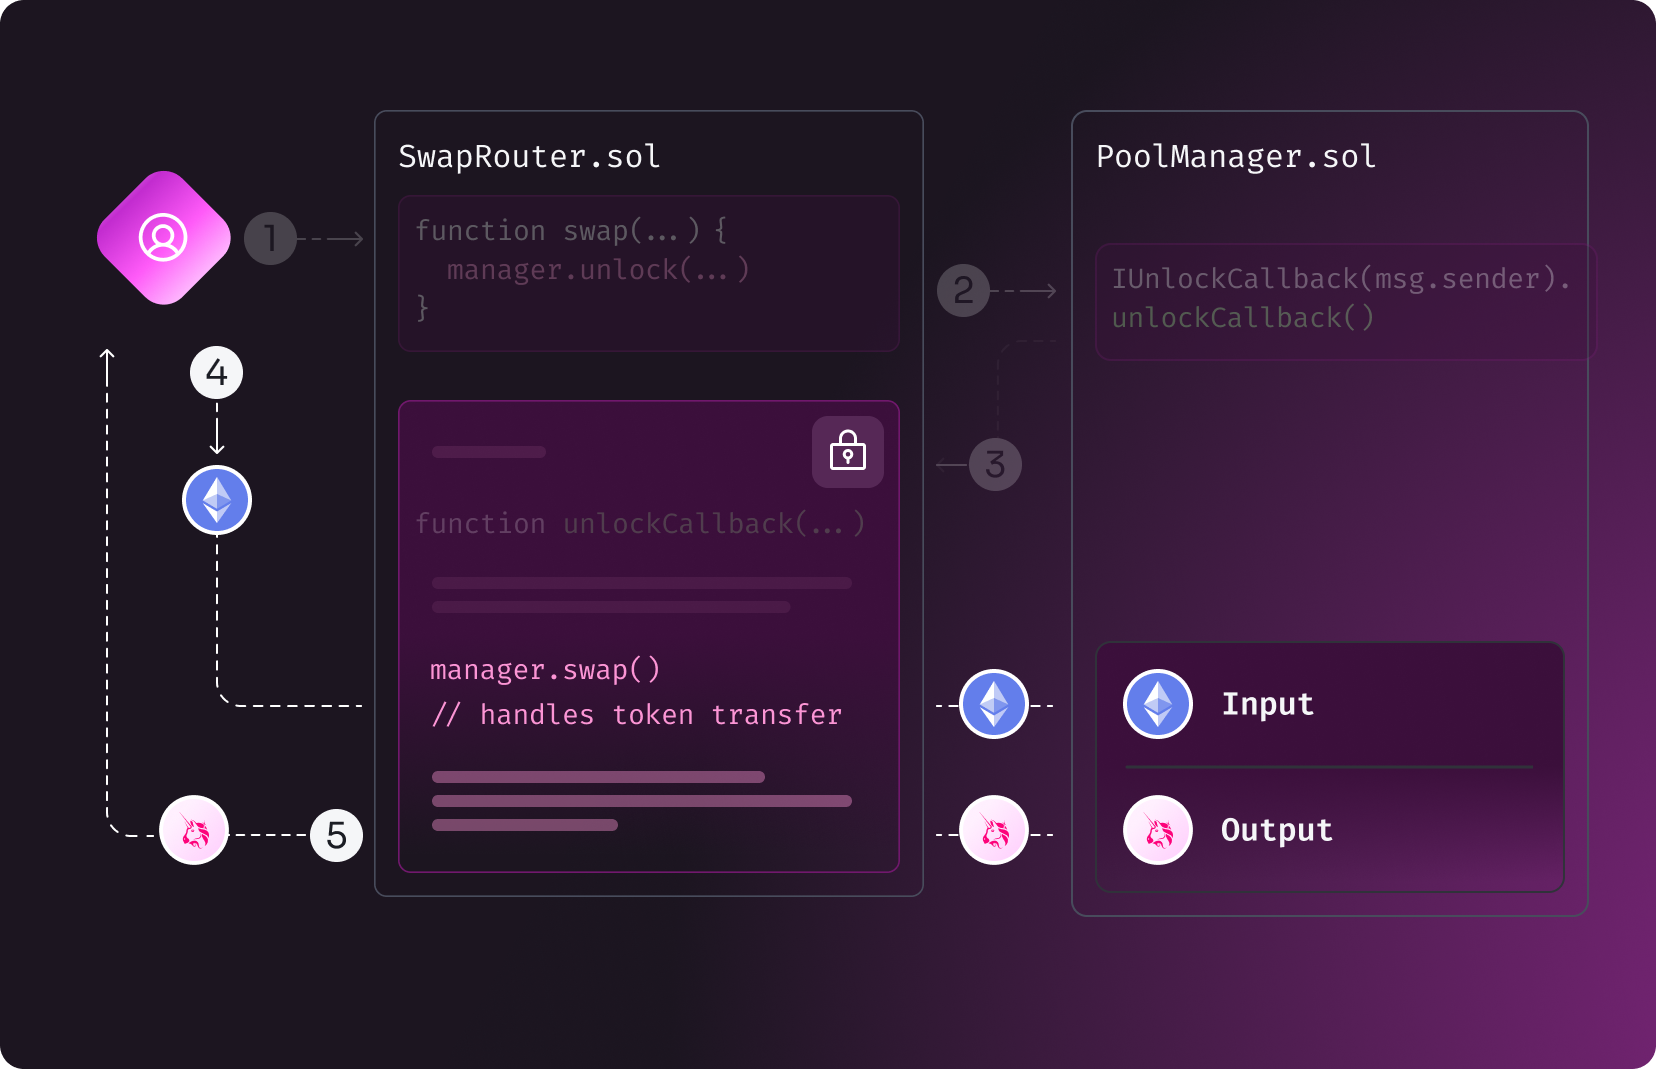 SwapRouter.sol
function swap(...) {
manager.unlock(...)
}
function unlockCallback(...)
manager.swap()
// handles token transfer
PoolManager.sol
IUnlockCallback(msg.sender).
unlockCallback()
Input
Output
1
2
3
4
5